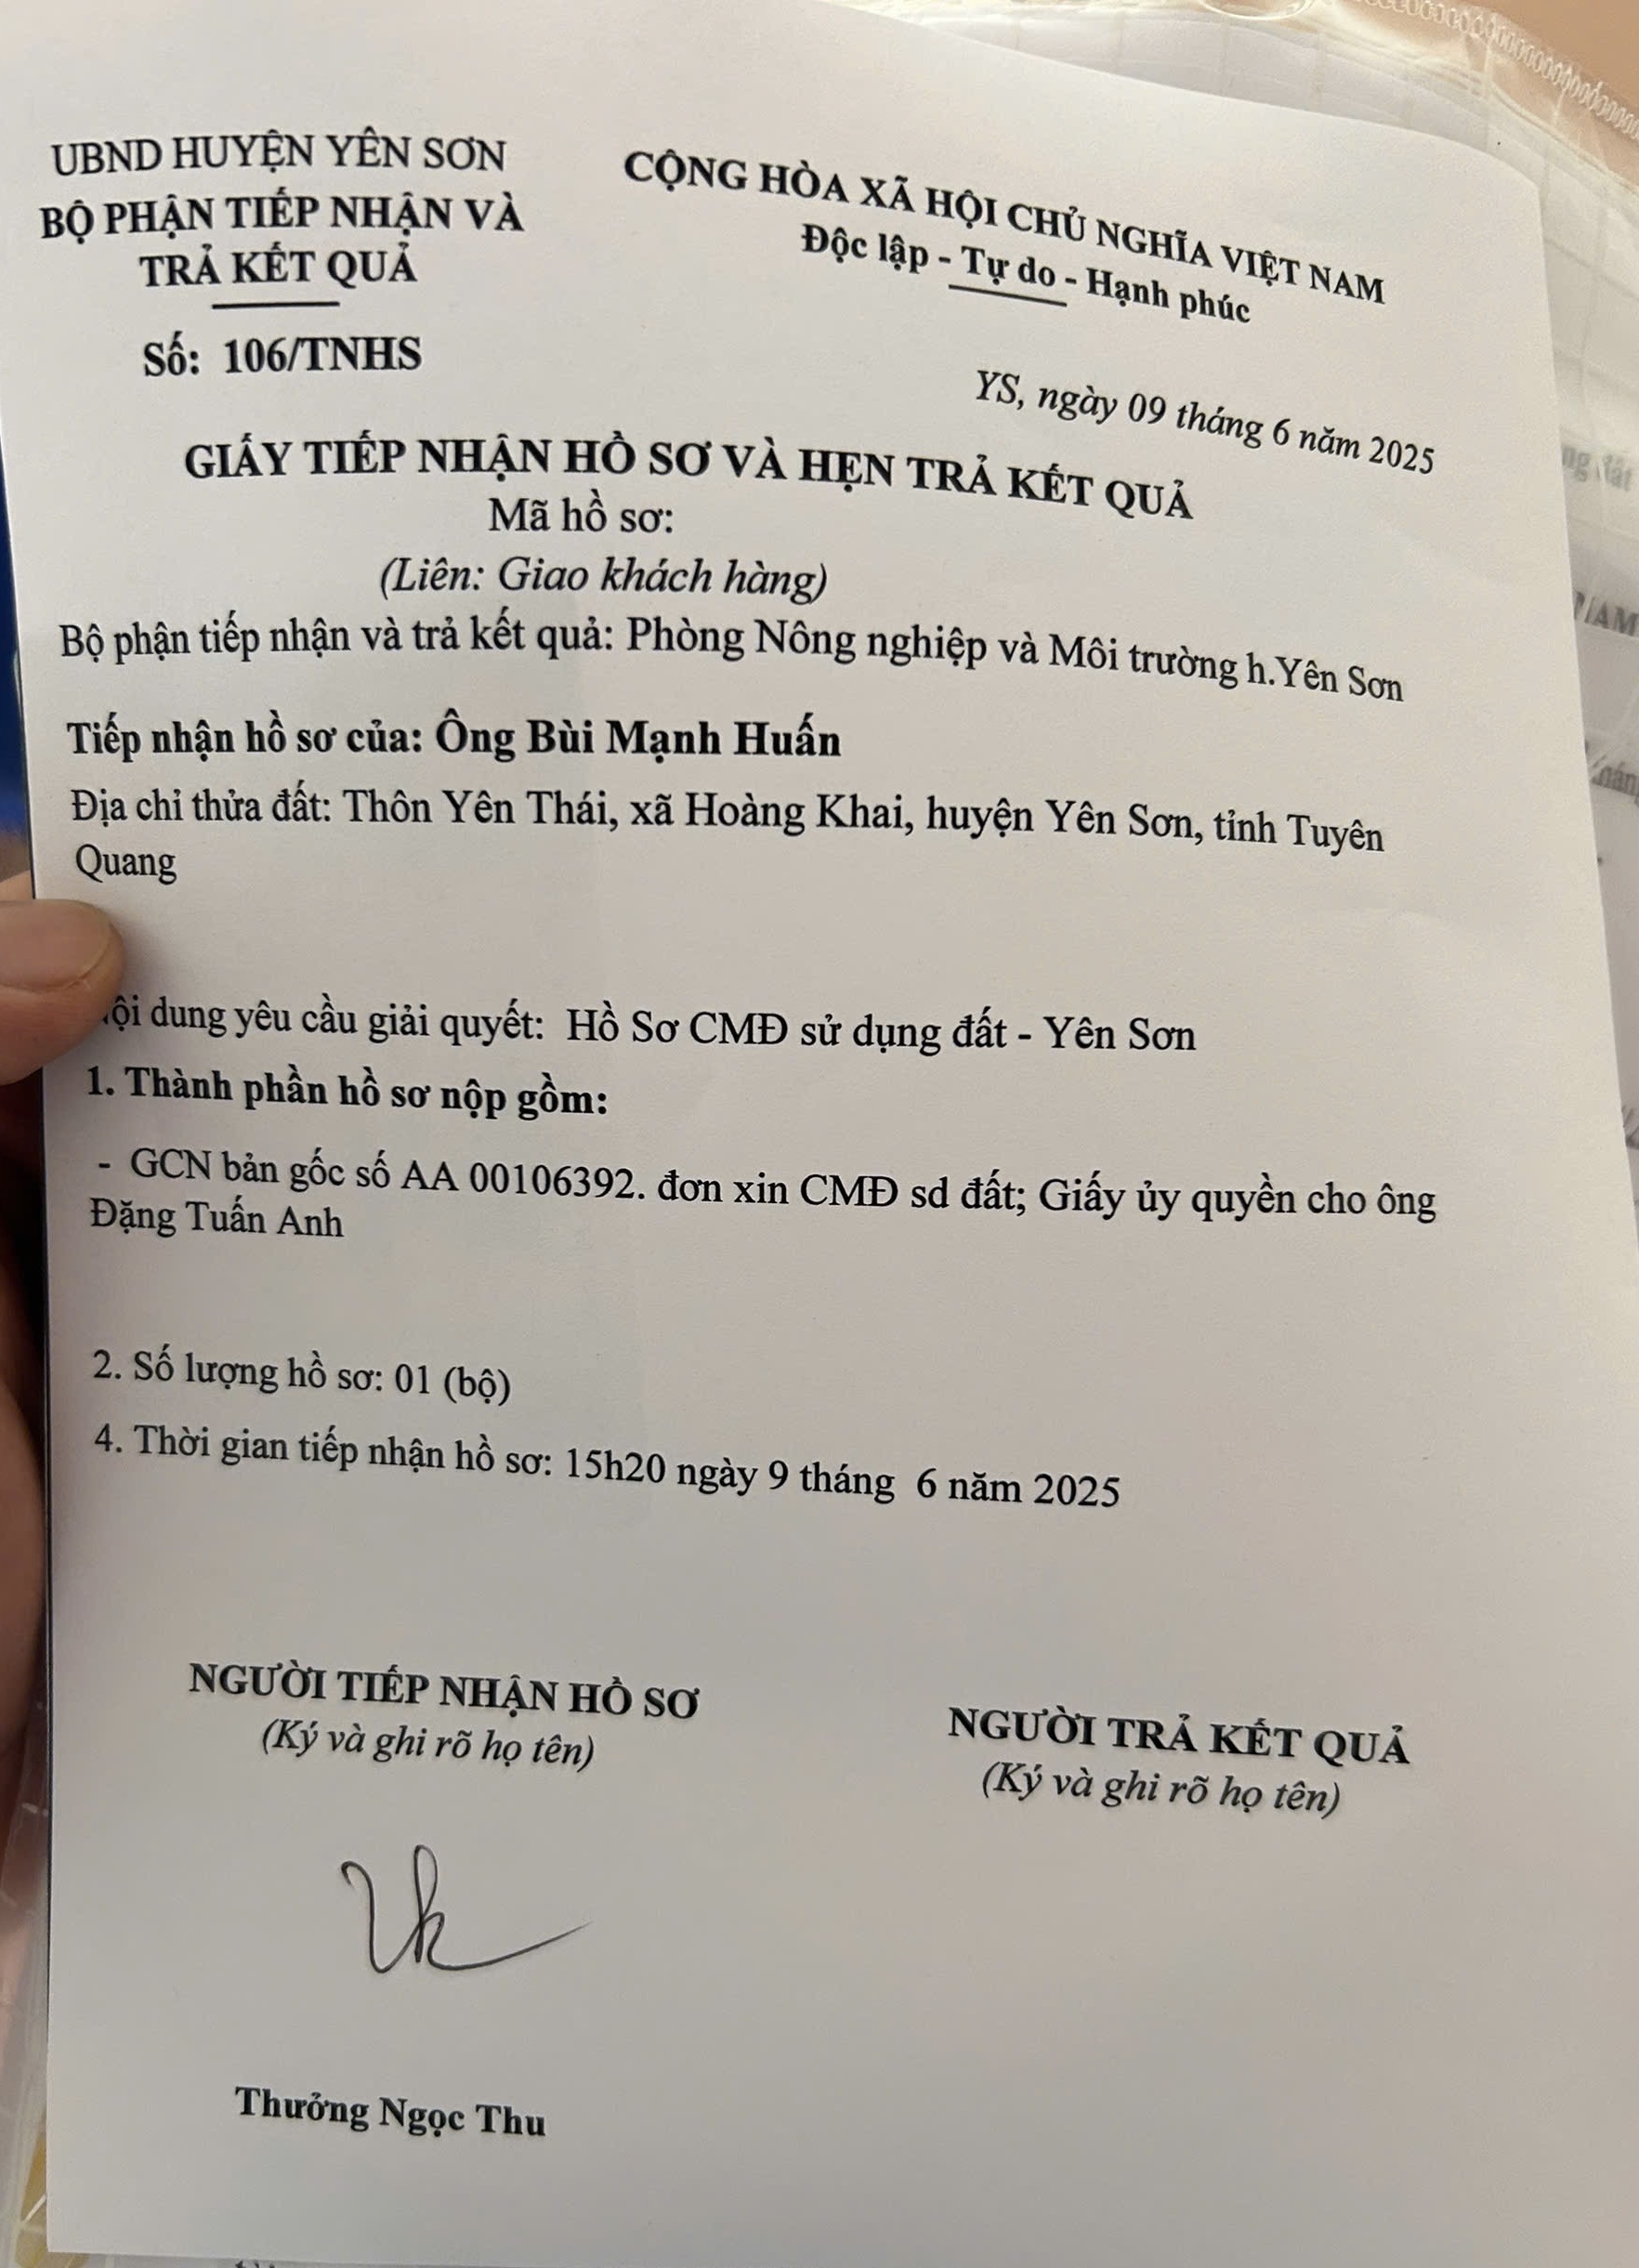 UBND HUYỆN YÊN SƠN
BỘ PHẬN TIẾP NHẬN VÀ
TRẢ KẾT QUẢ
Số: 106/TNHS
CỘNG HÒA XÃ HỘI CHỦ NGHĨA VIỆT NAM
Độc lập - Tự do - Hạnh phúc
YS, ngày 09 tháng 6 năm 2025
GIẤY TIẾP NHẬN HỒ SƠ VÀ HẸN TRẢ KẾT QUẢ
Mã hồ sơ:
(Liên: Giao khách hàng)
Bộ phận tiếp nhận và trả kết quả: Phòng Nông nghiệp và Môi trường h.Yên Sơn
Tiếp nhận hồ sơ của: Ông Bùi Mạnh Huấn
Địa chỉ thửa đất: Thôn Yên Thái, xã Hoàng Khai, huyện Yên Sơn, tỉnh Tuyên
Quang
ội dung yêu cầu giải quyết: Hồ Sơ CMĐ sử dụng đất - Yên Sơn
1. Thành phần hồ sơ nộp gồm:
- GCN bản gốc số AA 00106392. đơn xin CMĐ sd đất; Giấy ủy quyền cho ông
Đặng Tuấn Anh
2. Số lượng hồ sơ: 01 (bộ)
4. Thời gian tiếp nhận hồ sơ: 15h20 ngày 9 tháng 6 năm 2025
NGƯỜI TIẾP NHẬN HỒ SƠ
(Ký và ghi rõ họ tên)
NGƯỜI TRẢ KẾT QUẢ
(Ký và ghi rõ họ tên)
Thưởng Ngọc Thu